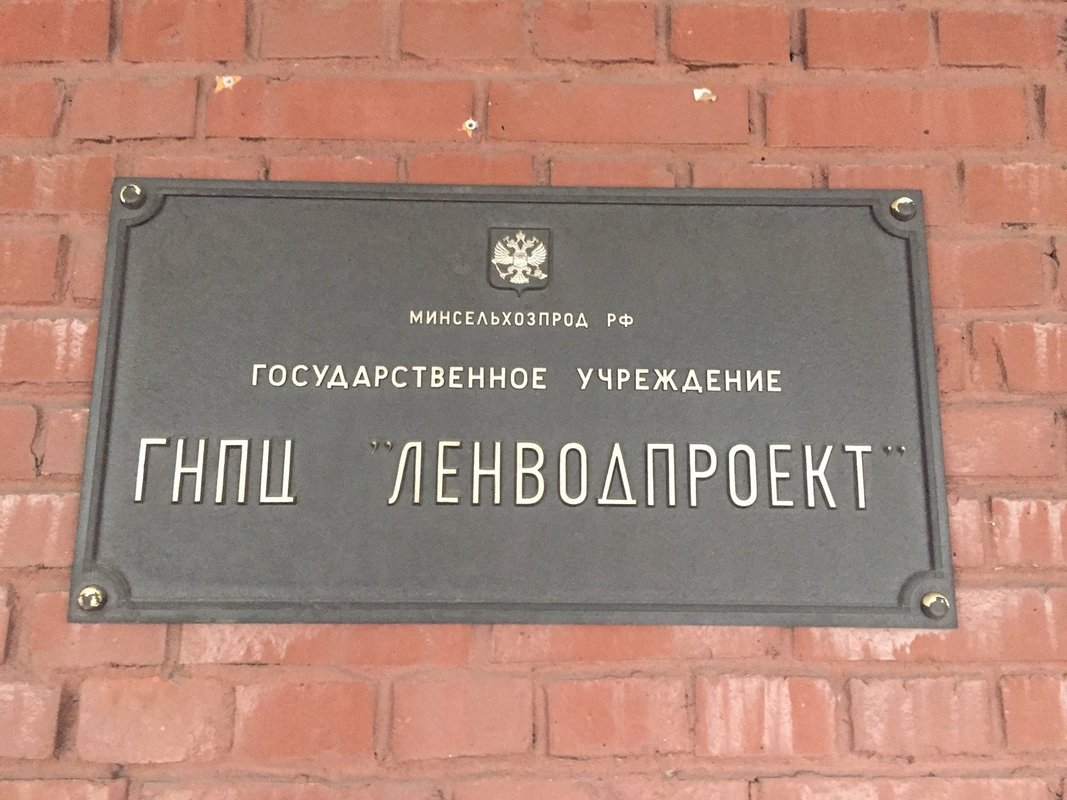 МИНСЕЛЬХОЗПРОД РФ
ГОСУДАРСТВЕННОЕ УЧРЕЖДЕНИЕ
ГНПЦ "ЛЕНВОДПРОЕКТ"